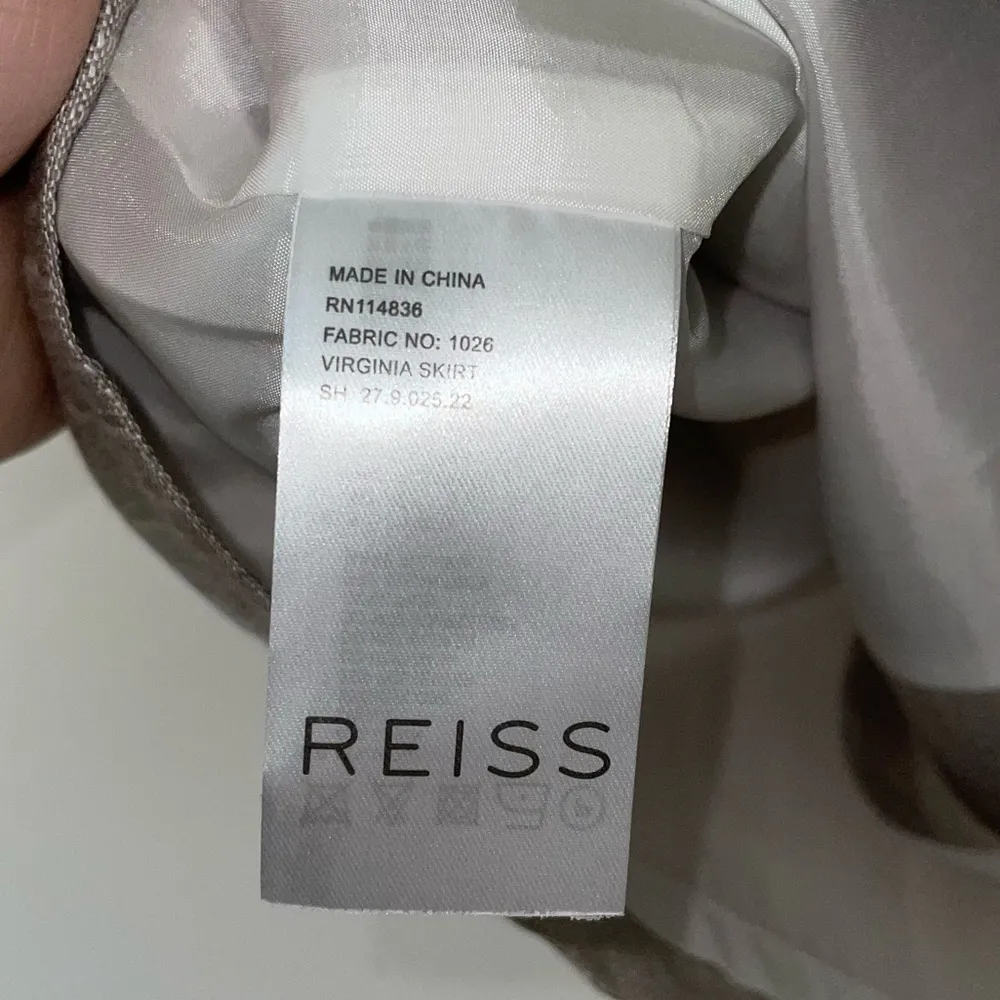 MADE IN CHINA
RN114836
FABRIC NO: 1026
VIRGINIA SKIRT
SH 27.9.025.22
REISS